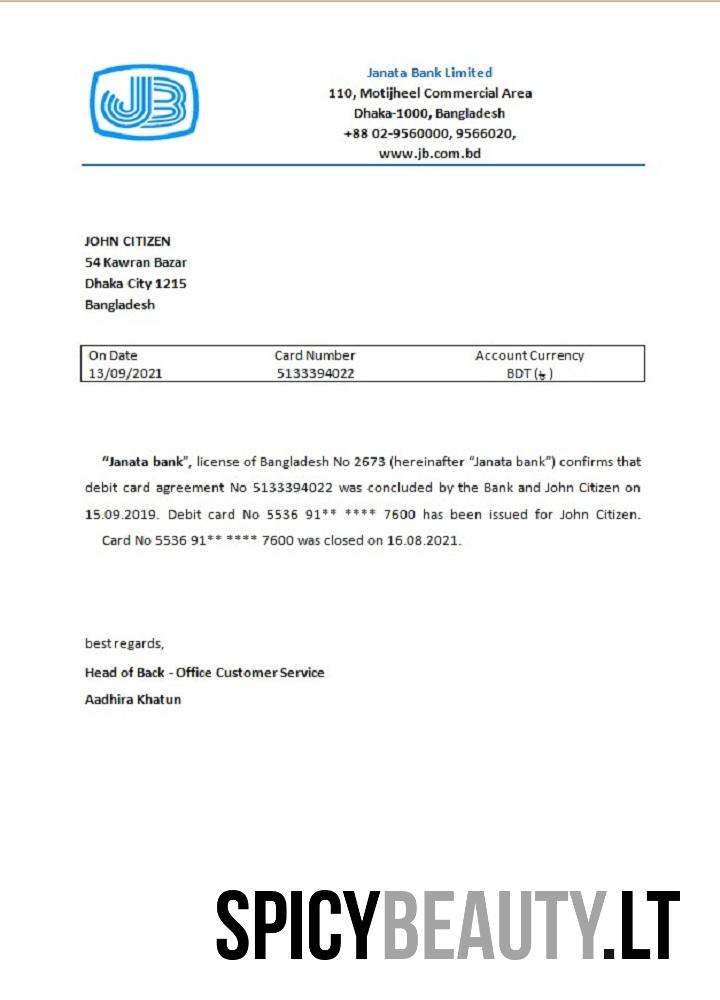 JB
Janata Bank Limited
110, Motijheel Commercial Area
Dhaka-1000, Bangladesh
+88 02-9560000, 9566020,
www.jb.com.bd
JOHN CITIZEN
54 Kawran Bazar
Dhaka City 1215
Bangladesh
On Date Card Number Account Currency
13/09/2021 5133394022 BDT (৳)
“Janata bank”, license of Bangladesh No 2673 (hereinafter “Janata bank”) confirms that
debit card agreement No 5133394022 was concluded by the Bank and John Citizen on
15.09.2019. Debit card No 5536 91** **** 7600 has been issued for John Citizen.
Card No 5536 91** **** 7600 was closed on 16.08.2021.
best regards,
Head of Back - Office Customer Service
Aadhira Khatun
SPICYBEAUTY.LT